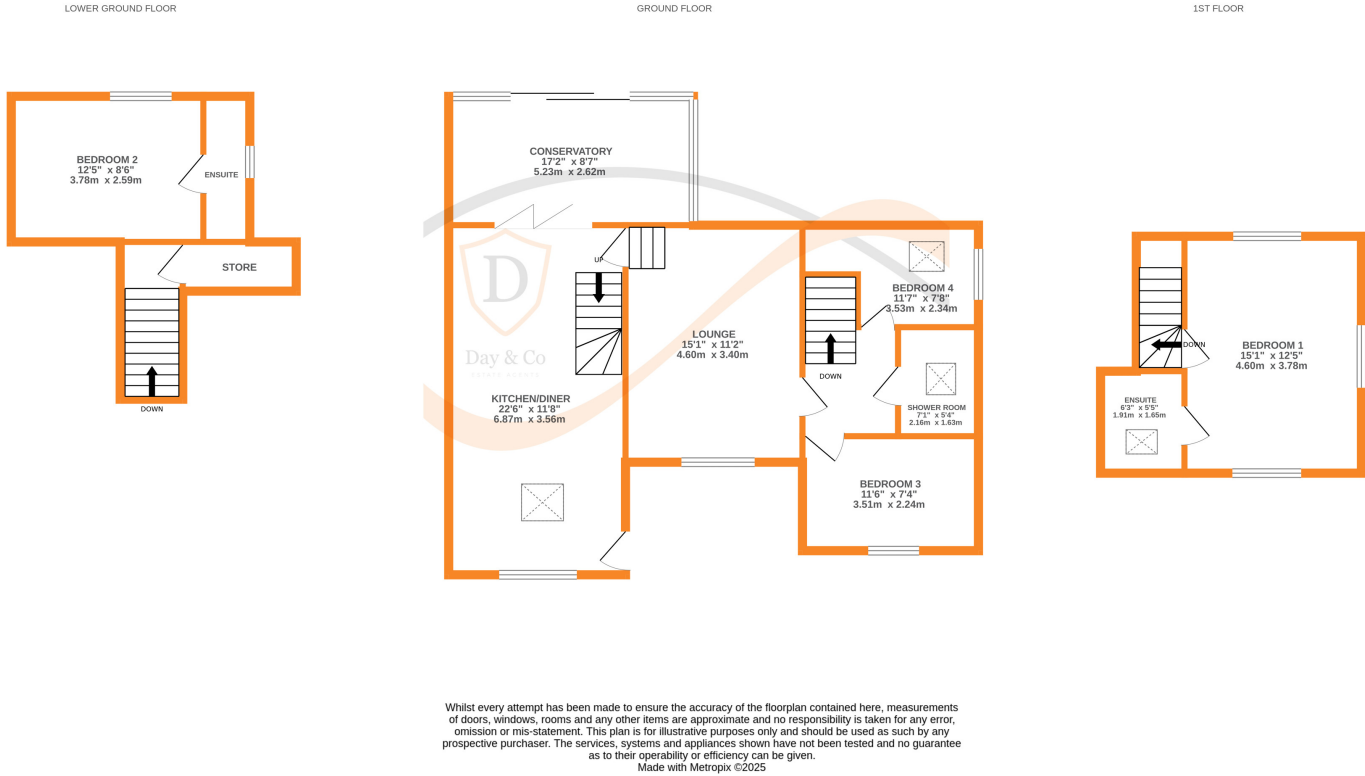 LOWER GROUND FLOOR
GROUND FLOOR
1ST FLOOR
BEDROOM 2
12'5" x 8'6"
3.78m x 2.59m
ENSUITE
STORE
DOWN
CONSERVATORY
17'2" x 8'7"
5.23m x 2.62m
UP
D
Day & Co
ESTATE AGENTS
KITCHEN/DINER
22'6" x 11'8"
6.87m x 3.56m
LOUNGE
15'1" x 11'2"
4.60m x 3.40m
BEDROOM 4
11'7" x 7'8"
3.53m x 2.34m
DOWN
SHOWER ROOM
7'1" x 5'4"
2.16m x 1.63m
BEDROOM 3
11'6" x 7'4"
3.51m x 2.24m
DOWN
BEDROOM 1
15'1" x 12'5"
4.60m x 3.78m
ENSUITE
6'3" x 5'5"
1.91m x 1.65m
Whilst every attempt has been made to ensure the accuracy of the floorplan contained here, measurements
of doors, windows, rooms and any other items are approximate and no responsibility is taken for any error,
omission or mis-statement. This plan is for illustrative purposes only and should be used as such by any
prospective purchaser. The services, systems and appliances shown have not been tested and no guarantee
as to their operability or efficiency can be given.
Made with Metropix ©2025